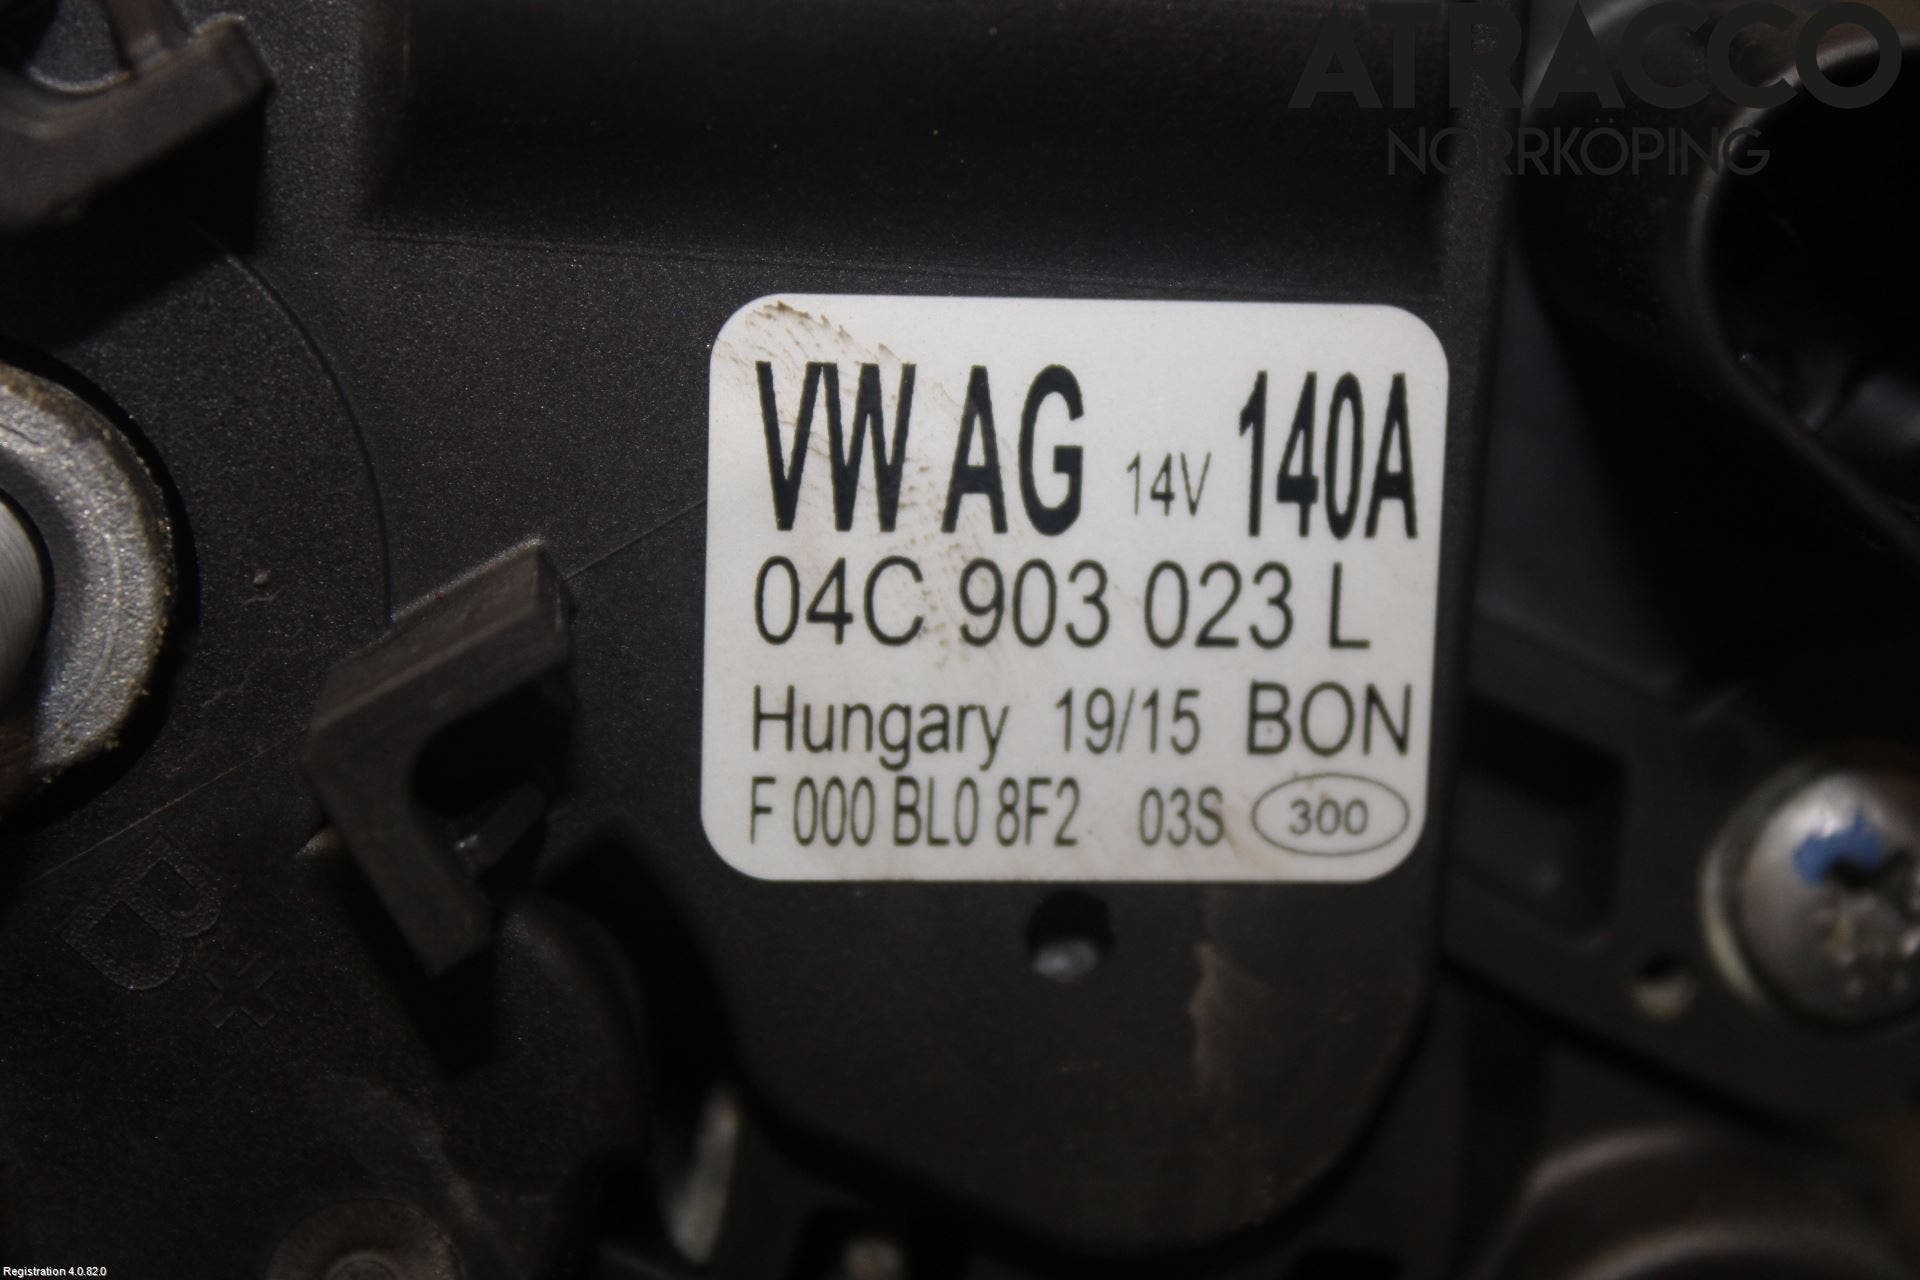 ATRACCO
NORRKÖPING
VW AG 14V 140A
04C 903 023 L
Hungary 19/15 BON
F 000 BL0 8F2 03S 300
B+
Registration 4.0.82.0